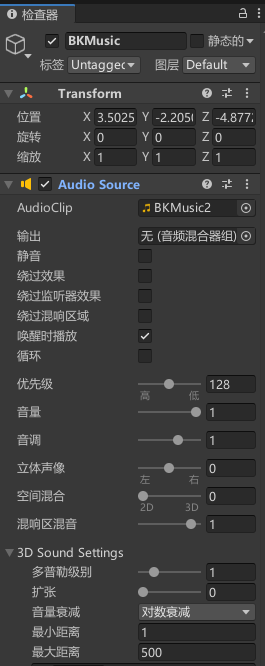 检查器
BKMusic 静态的
标签 Untagged 图层 Default
Transform
位置 X 3.5025 Y -2.205 Z -4.877
旋转 X 0 Y 0 Z 0
缩放 X 1 Y 1 Z 1
Audio Source
AudioClip BKMusic2
输出 无 (音频混合器组)
静音
绕过效果
绕过监听器效果
绕过混响区域
唤醒时播放
循环
优先级 128
高 低
音量 1
音调 1
立体声像 0
左 右
空间混合 0
2D 3D
混响区混音 1
3D Sound Settings
多普勒级别 1
扩张 0
音量衰减 对数衰减
最小距离 1
最大距离 500